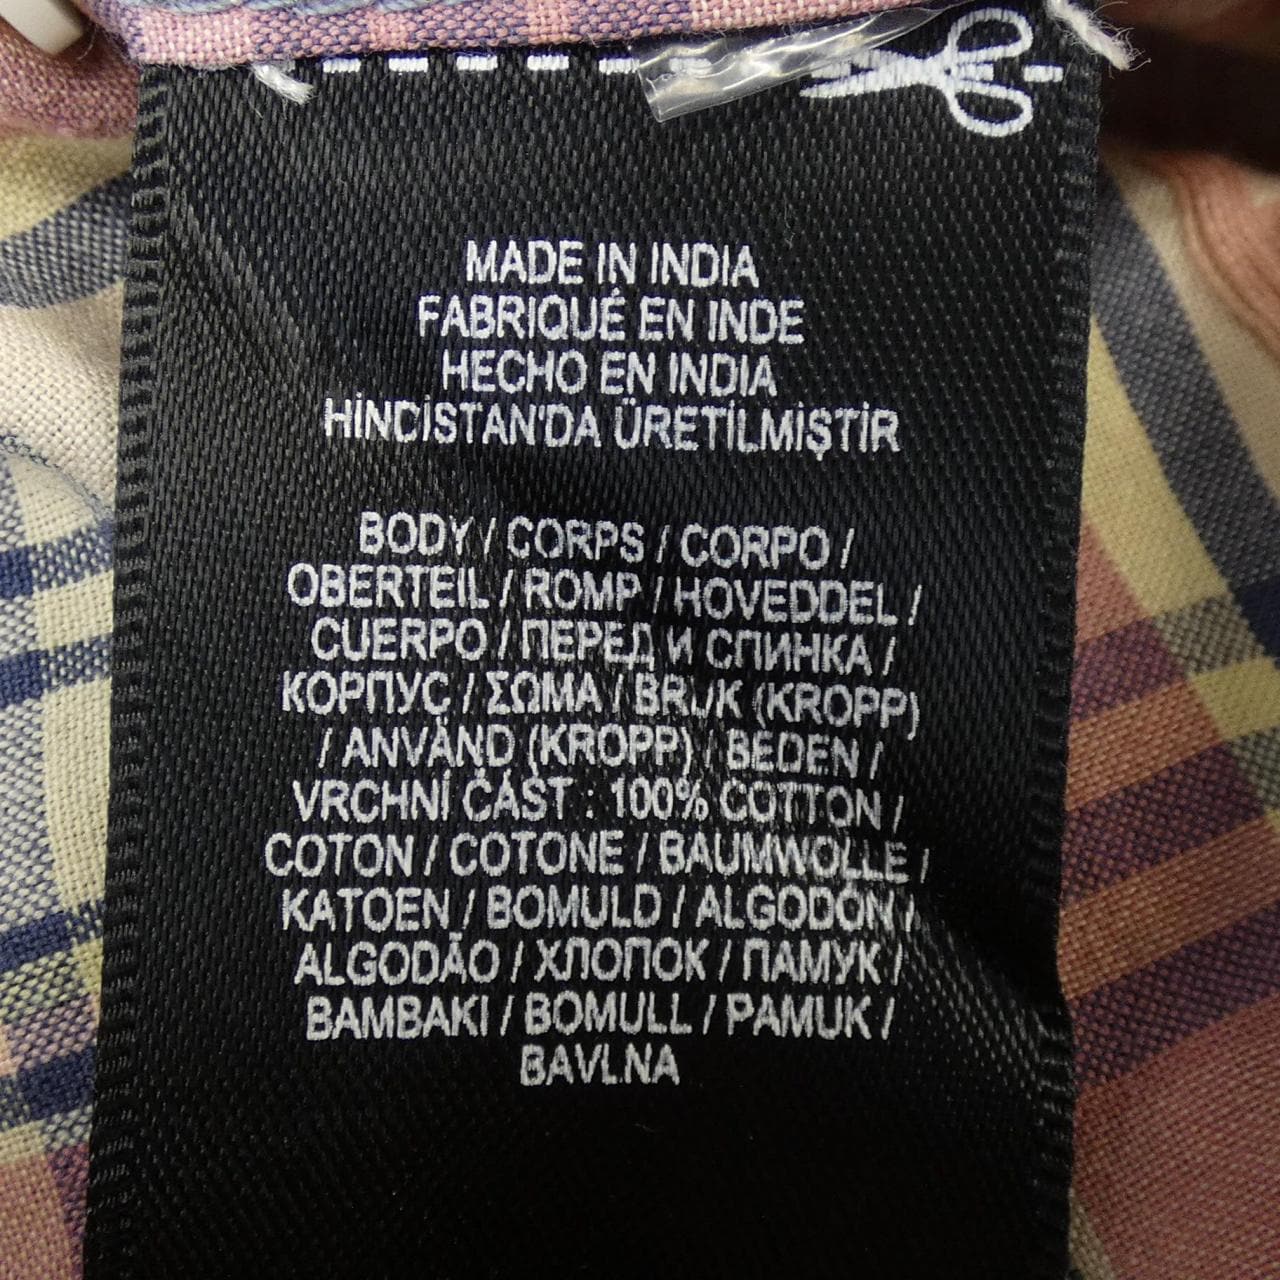 MADE IN INDIA
FABRIQUÉ EN INDE
HECHO EN INDIA
HİNDİSTAN'DA ÜRETİLMİŞTİR
BODY / CORPS / CORPO /
OBERTEIL / ROMP / HOVEDDEL /
CUERPO / ПЕРЕД И СПИНКА /
КОРПУС / ΣΩΜΑ / BRUK (KROPP)
/ ANVÄND (KROPP) / BEDEN /
VRCHNÍ ČÁST : 100% COTTON /
COTON / COTONE / BAUMWOLLE /
KATOEN / BOMULD / ALGODÓN /
ALGODÃO / ХЛОПОК / ПАМУК /
ΒΑΜΒΑΚΙ / BOMULL / PAMUK /
BAVLNA